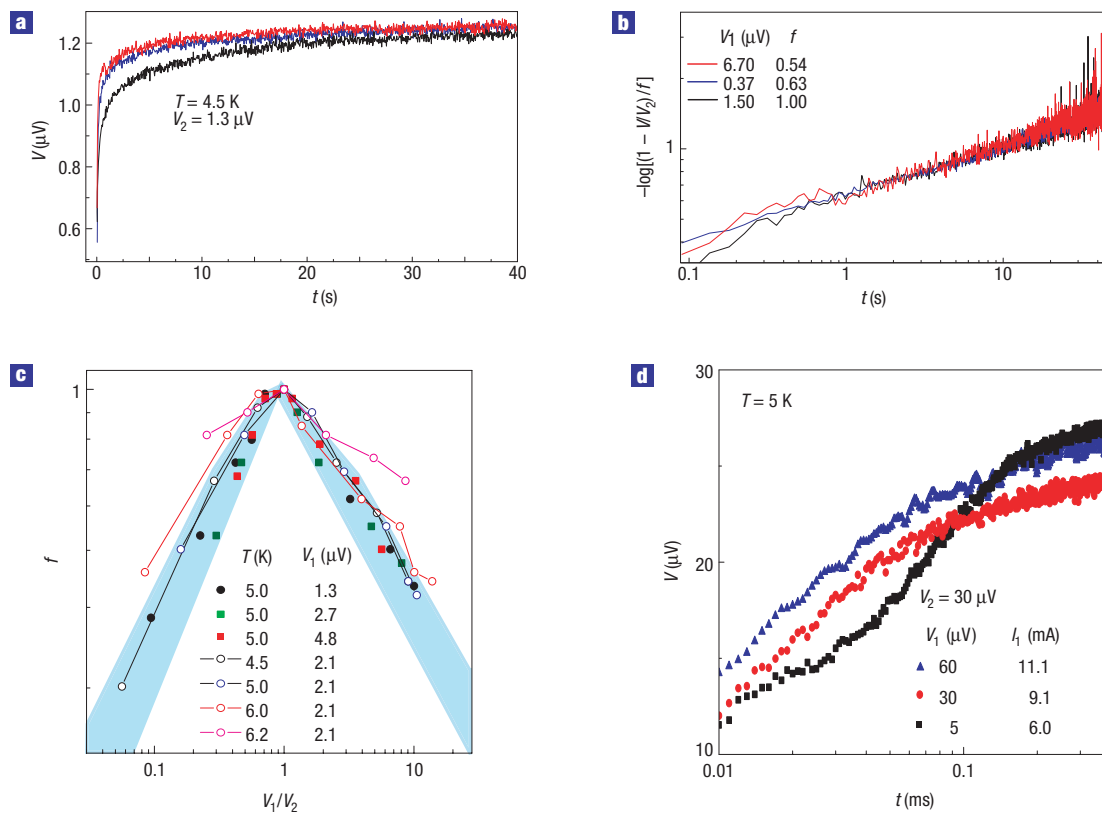 a
1.2
1.0
0.8
0.6
V (μV)
T = 4.5 K
V2 = 1.3 μV
0 10 20 30 40
t (s)
b
V1 (μV) f
6.70 0.54
0.37 0.63
1.50 1.00
–log[(1 – V/V2)/f]
1
0.1 1 10
t (s)
c
1
f
T (K) V1 (μV)
5.0 1.3
5.0 2.7
5.0 4.8
4.5 2.1
5.0 2.1
6.0 2.1
6.2 2.1
0.1 1 10
V1/V2
d
30
20
10
V (μV)
T = 5 K
V2 = 30 μV
V1 I1
(μV) (mA)
60 11.1
30 9.1
5 6.0
0.01 0.1
t (ms)